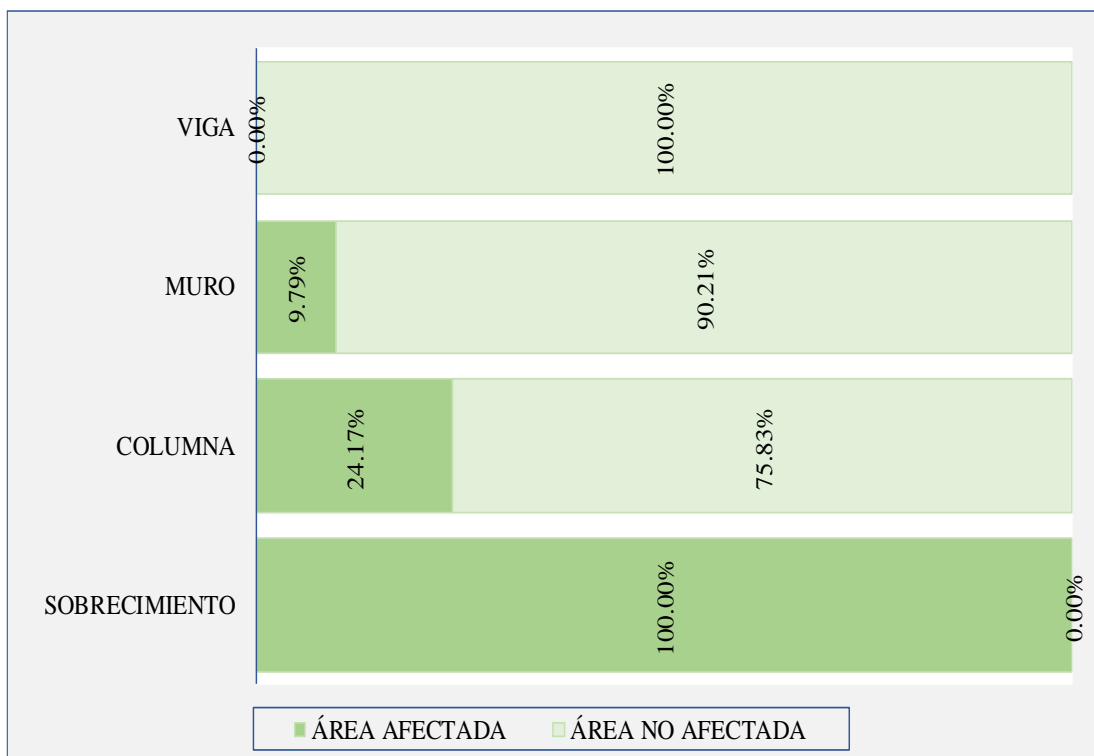 VIGA
0.00%
100.00%
MURO
9.79%
90.21%
COLUMNA
24.17%
75.83%
SOBRECIMIENTO
100.00%
0.00%
ÁREA AFECTADA
ÁREA NO AFECTADA